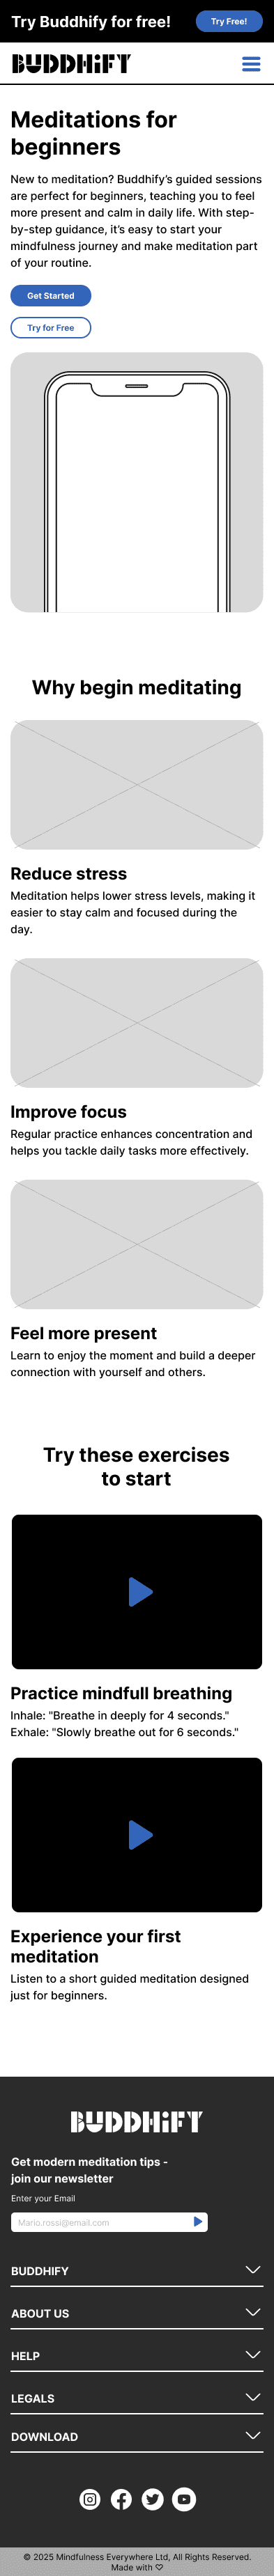 Try Buddhify for free!
Try Free!
BUDDHiFY
Meditations for
beginners
New to meditation? Buddhify’s guided sessions
are perfect for beginners, teaching you to feel
more present and calm in daily life. With step-
by-step guidance, it’s easy to start your
mindfulness journey and make meditation part
of your routine.
Get Started
Try for Free
Why begin meditating
Reduce stress
Meditation helps lower stress levels, making it
easier to stay calm and focused during the
day.
Improve focus
Regular practice enhances concentration and
helps you tackle daily tasks more effectively.
Feel more present
Learn to enjoy the moment and build a deeper
connection with yourself and others.
Try these exercises
to start
Practice mindfull breathing
Inhale: "Breathe in deeply for 4 seconds."
Exhale: "Slowly breathe out for 6 seconds."
Experience your first
meditation
Listen to a short guided meditation designed
just for beginners.
BUDDHiFY
Get modern meditation tips -
join our newsletter
Enter your Email
Mario.rossi@email.com
BUDDHIFY
ABOUT US
HELP
LEGALS
DOWNLOAD
© 2025 Mindfulness Everywhere Ltd, All Rights Reserved.
Made with ♡